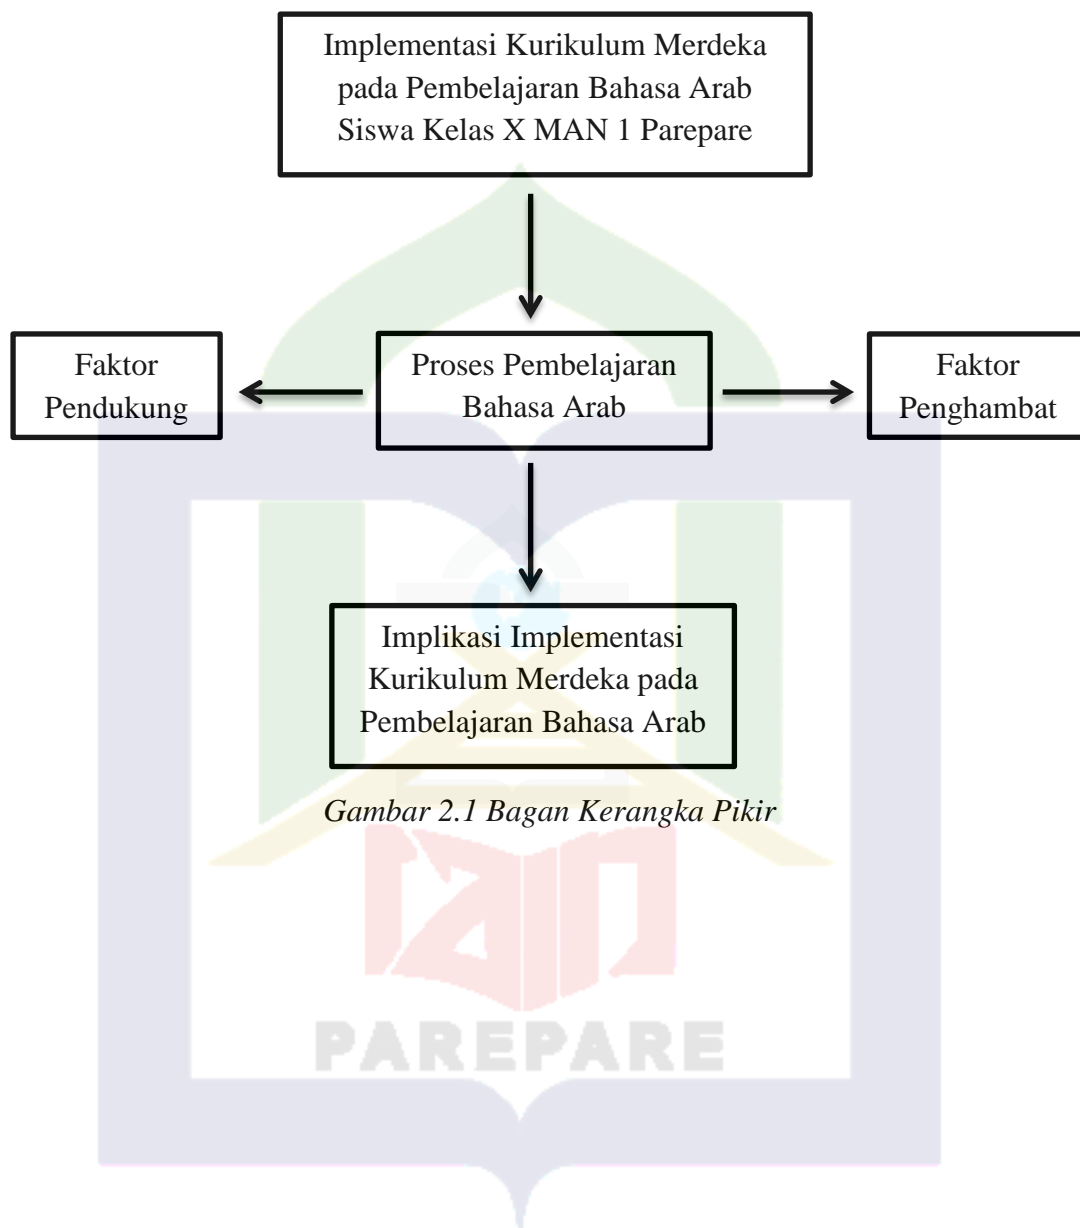 Implementasi Kurikulum Merdeka
pada Pembelajaran Bahasa Arab
Siswa Kelas X MAN 1 Parepare
Faktor
Pendukung
Proses Pembelajaran
Bahasa Arab
Faktor
Penghambat
Implikasi Implementasi
Kurikulum Merdeka pada
Pembelajaran Bahasa Arab
Gambar 2.1 Bagan Kerangka Pikir
iain
PAREPARE